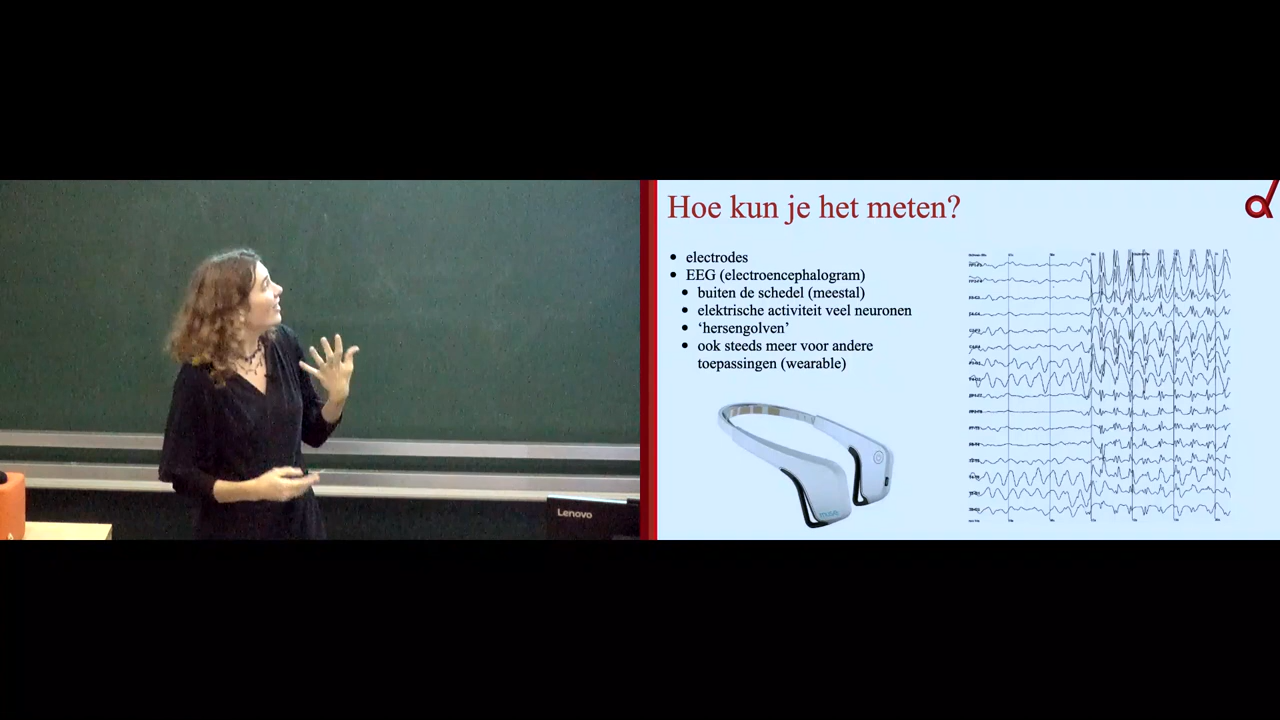 Hoe kun je het meten?
electrodes
EEG (electroencephalogram)
buiten de schedel (meestal)
elektrische activiteit veel neuronen
‘hersengolven’
ook steeds meer voor andere
toepassingen (wearable)
Lenovo
muse